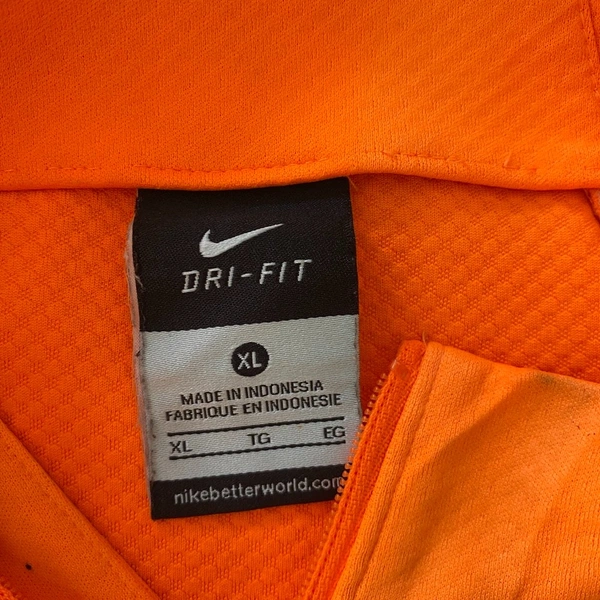 DRI-FIT
XL
MADE IN INDONESIA
FABRIQUE EN INDONESIE
XL TG EG
nikebetterworld.com